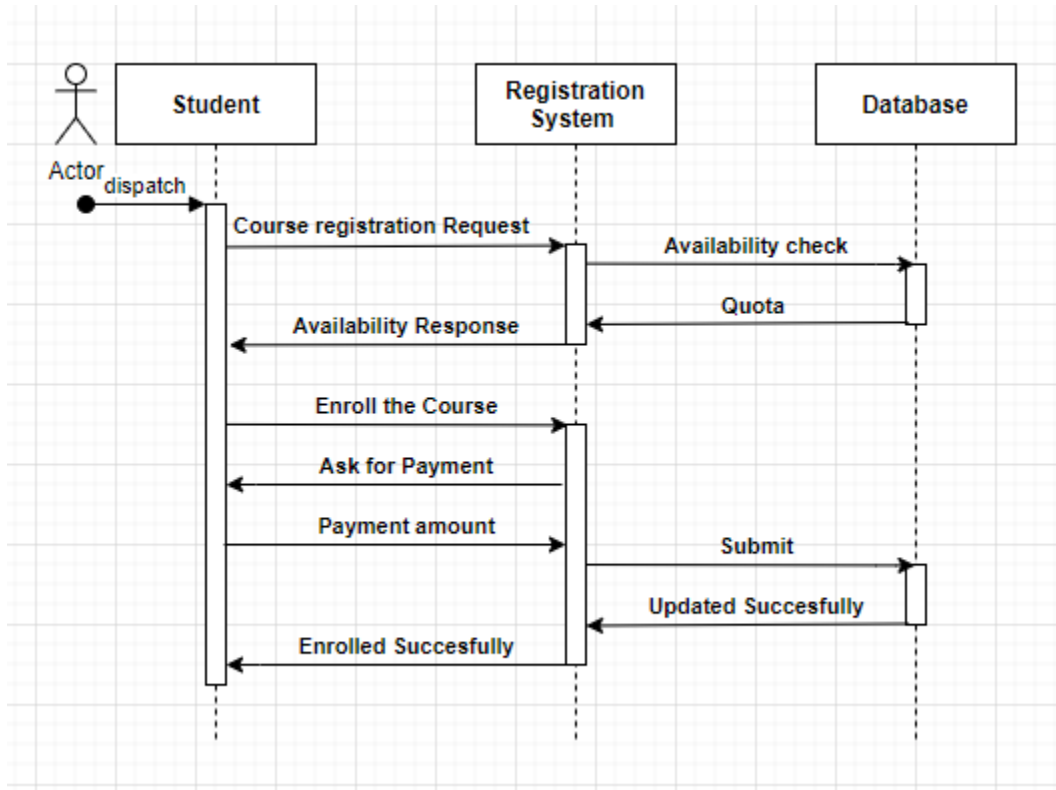 Student
Registration
System
Database
Actor
dispatch
Course registration Request
Availability check
Quota
Availability Response
Enroll the Course
Ask for Payment
Payment amount
Submit
Updated Succesfully
Enrolled Succesfully